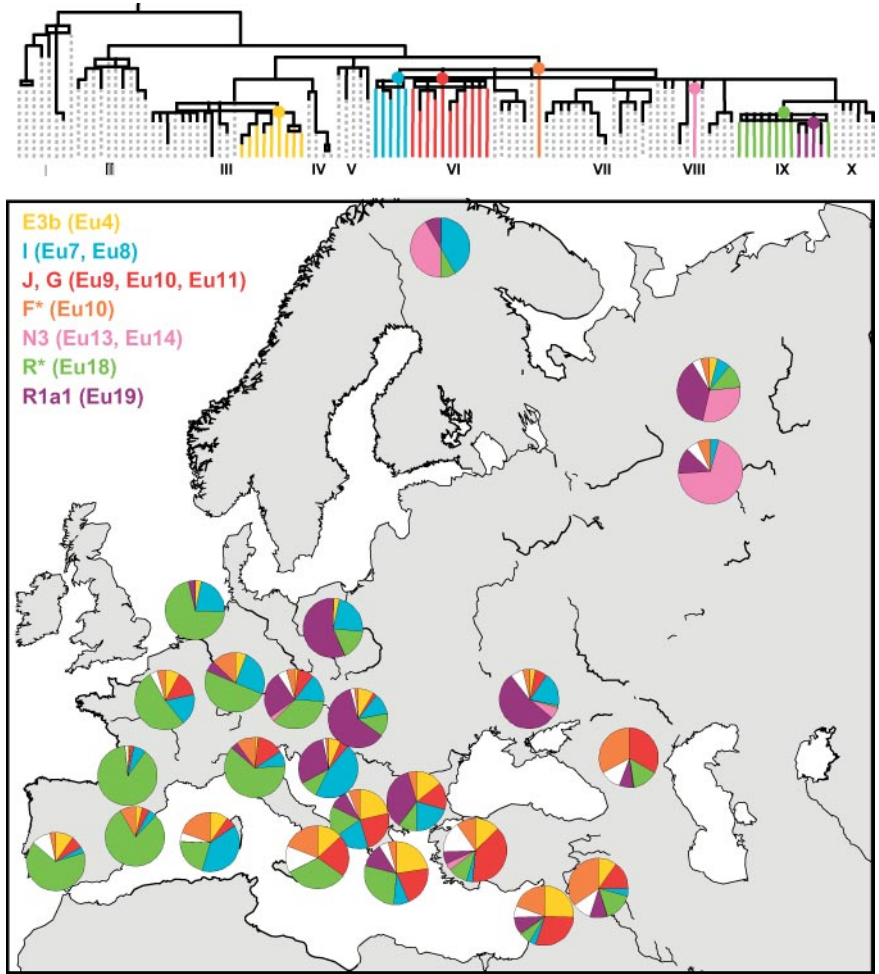 I II III IV V VI VII VIII IX X
E3b (Eu4)
I (Eu7, Eu8)
J, G (Eu9, Eu10, Eu11)
F* (Eu10)
N3 (Eu13, Eu14)
R* (Eu18)
R1a1 (Eu19)